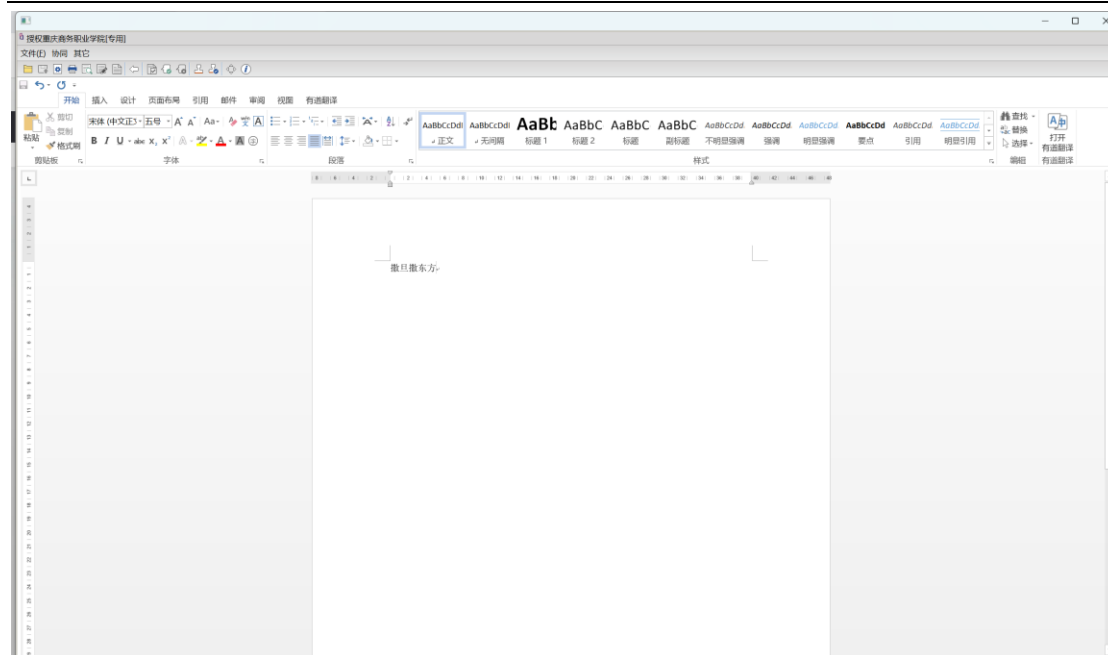 授权重庆商务职业学院[专用]
文件(F) 协同 其它
开始 插入 设计 页面布局 引用 邮件 审阅 视图 有道翻译
粘贴
剪切
复制
格式刷
剪贴板
宋体 (中文正 五号
B I U abc X, X²
字体
段落
AaBbCcDdI AaBbCcDdI AaBb AaBbC AaBbC AaBbC AaBbCcDd. AaBbCcDd. AaBbCcDd. AaBbCcDd AaBbCcDd. AaBbCcDd.
正文 无间隔 标题 1 标题 2 标题 副标题 不明显强调 强调 明显强调 要点 引用 明显引用
样式
查找
替换
选择
编辑
打开
有道翻译
有道翻译
撒旦撒东方